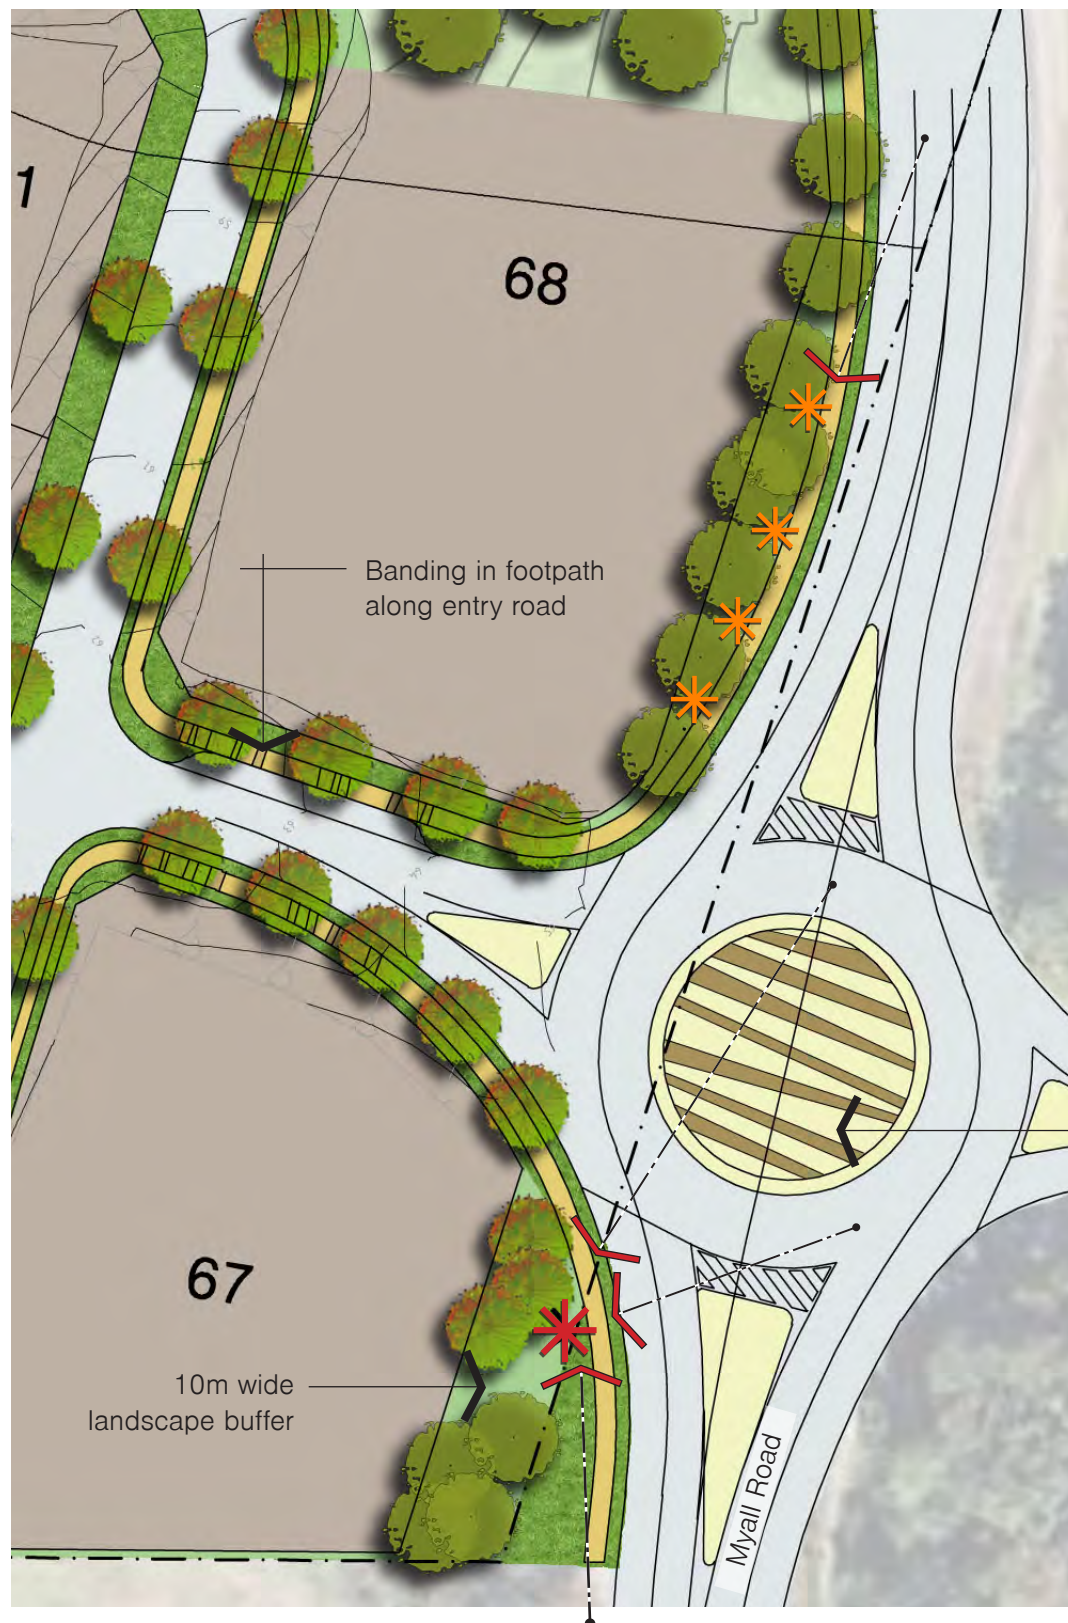 1
68
Banding in footpath
along entry road
67
10m wide
landscape buffer
Myall Road